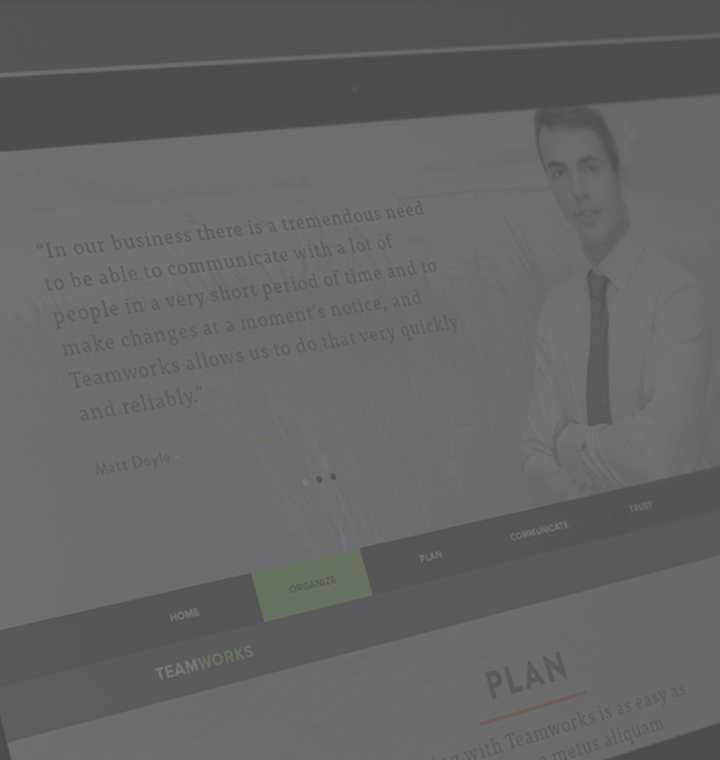 “In our business there is a tremendous need
to be able to communicate with a lot of
people in a very short period of time and to
make changes at a moment's notice, and
Teamworks allows us to do that very quickly
and reliably.”
Matt Doyle -
HOME ORGANIZE PLAN COMMUNICATE TRUST
TEAMWORKS
PLAN
with Teamworks is as easy as
metus aliquam